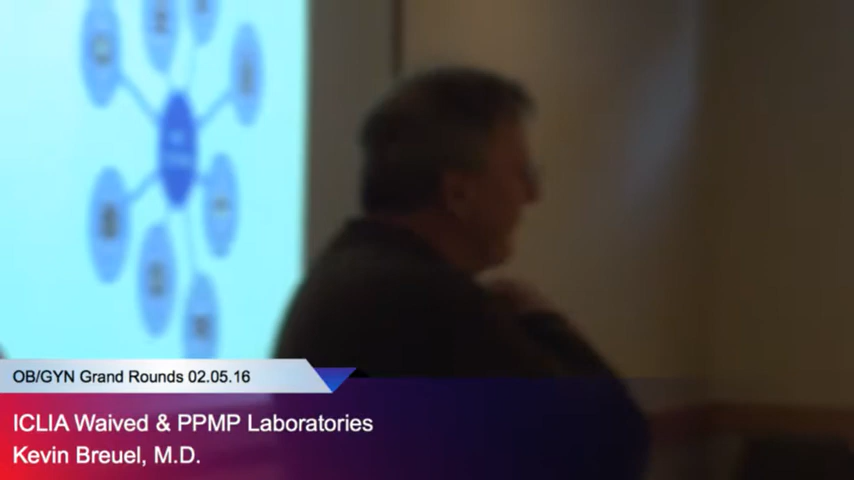 OB/GYN Grand Rounds 02.05.16
ICLIA Waived & PPMP Laboratories
Kevin Breuel, M.D.